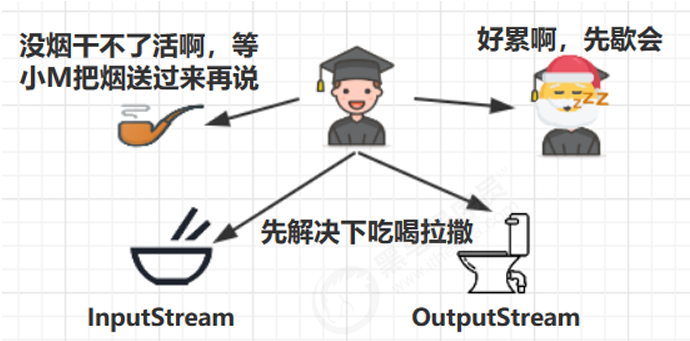 没烟干不了活啊，等
小M把烟送过来再说
好累啊，先歇会
zZZ
先解决下吃喝拉撒
InputStream
OutputStream